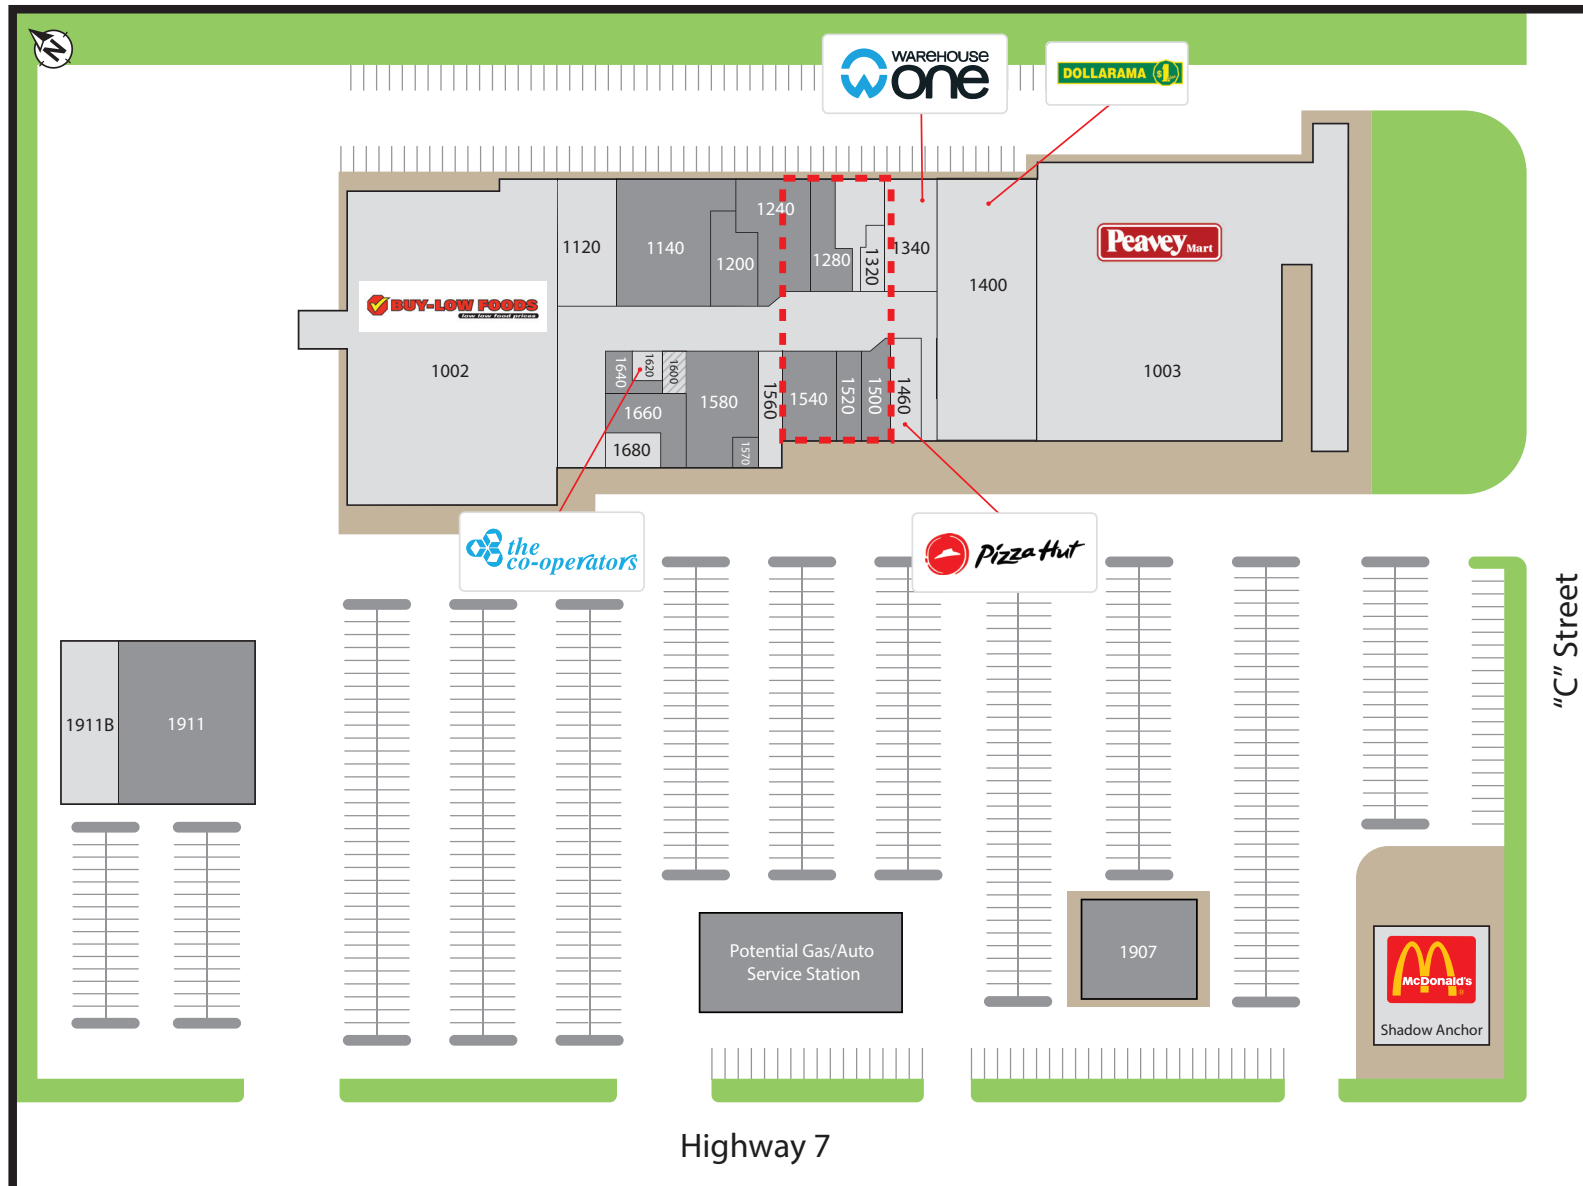 N
WAREHOUSE
one
DOLLARAMA $1
1120
1140
1240
1200
1280
1320
1340
1400
Peavey Mart
BUY-LOW FOODS
low low food prices
1002
1640
1620
1600
1660
1680
1580
1570
1560
1540
1520
1500
1460
1003
the
co-operators
Pizza Hut
"C" Street
1911B
1911
Potential Gas/Auto
Service Station
1907
McDonald's
®
Shadow Anchor
Highway 7